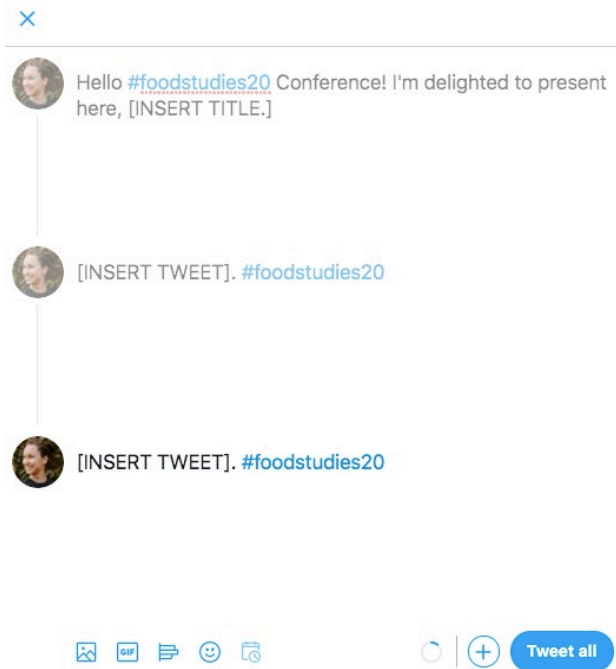 Hello #foodstudies20 Conference! I'm delighted to present
here, [INSERT TITLE.]
[INSERT TWEET]. #foodstudies20
[INSERT TWEET]. #foodstudies20
GIF
Tweet all